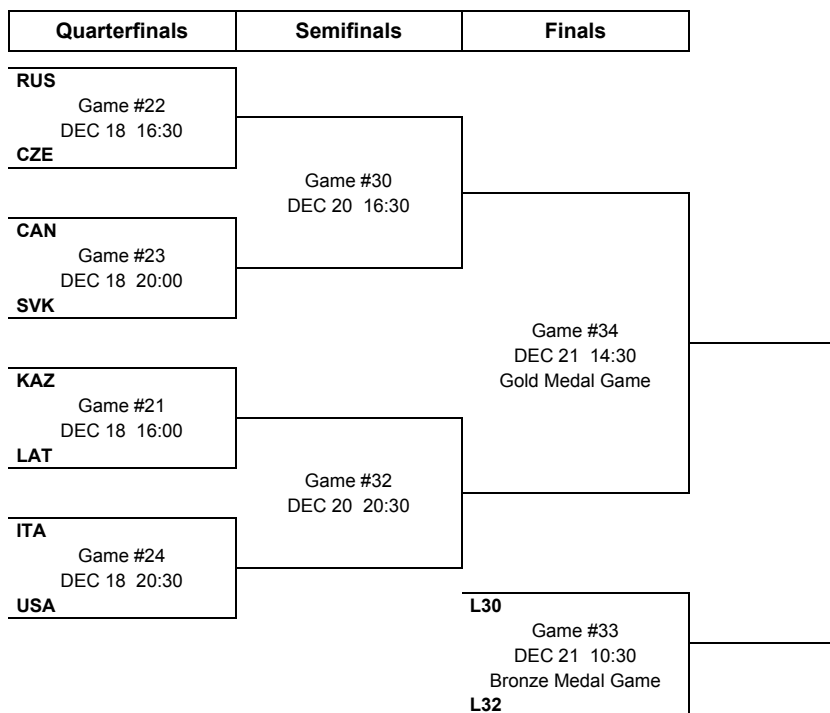 Quarterfinals Semifinals Finals
RUS
Game #22
DEC 18 16:30
CZE
Game #30
DEC 20 16:30
CAN
Game #23
DEC 18 20:00
SVK
Game #34
DEC 21 14:30
Gold Medal Game
KAZ
Game #21
DEC 18 16:00
LAT
Game #32
DEC 20 20:30
ITA
Game #24
DEC 18 20:30
USA
L30
Game #33
DEC 21 10:30
Bronze Medal Game
L32